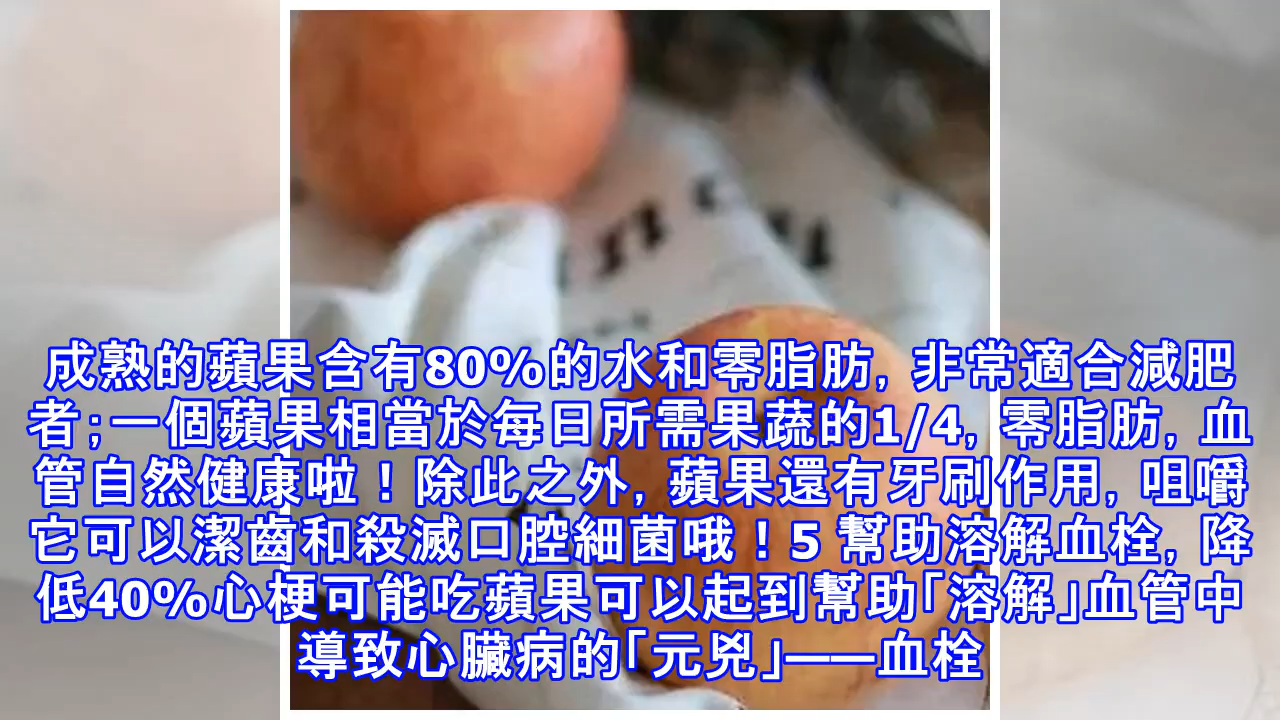 成熟的蘋果含有80%的水和零脂肪，非常適合減肥
者；一個蘋果相當於每日所需果蔬的1/4，零脂肪，血
管自然健康啦！除此之外，蘋果還有牙刷作用，咀嚼
它可以潔齒和殺滅口腔細菌哦！5 幫助溶解血栓，降
低40%心梗可能吃蘋果可以起到幫助「溶解」血管中
導致心臟病的「元兇」——血栓